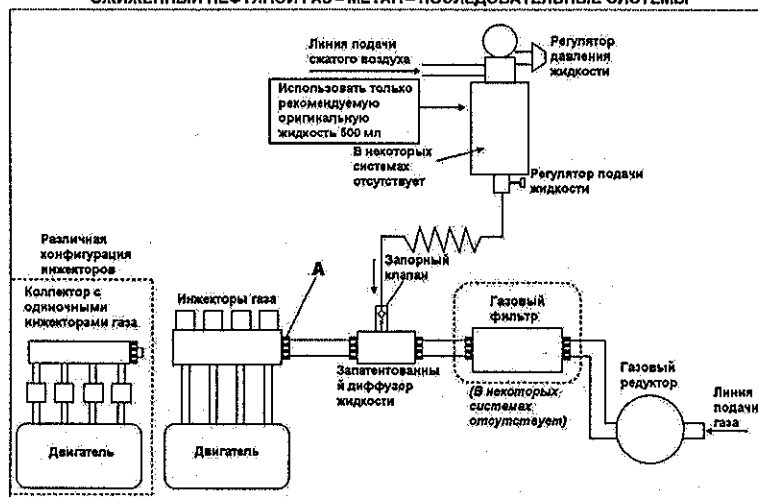 СЖИЖЕННЫЙ НЕФТЯНОЙ ГАЗ – МЕТАН – ПОСЛЕДОВАТЕЛЬНЫЕ СИСТЕМЫ
Линия подачи
сжатого воздуха
Регулятор
давления
жидкости
Использовать только
рекомендуемую
оригинальную
жидкость 500 мл
В некоторых
системах
отсутствует
Регулятор подачи
жидкости
Различная
конфигурация
инжекторов
Коллектор с
одиночными
инжекторами газа
Двигатель
Инжекторы газа
А
Двигатель
Запорный
клапан
Запатентованны
й диффузор
жидкости
Газовый
фильтр
(В некоторых
системах
отсутствует)
Газовый
редуктор
Линия
подачи
газа